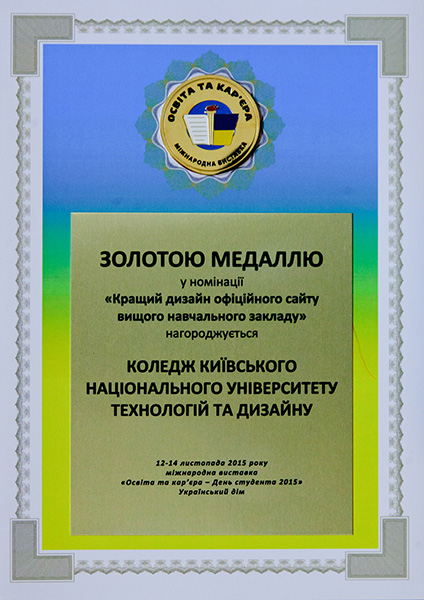 ОСВІТА ТА КАР'ЄРА
МІЖНАРОДНА ВИСТАВКА
ЗОЛОТОЮ МЕДАЛЛЮ
у номінації
«Кращий дизайн офіційного сайту
вищого навчального закладу»
нагороджується
КОЛЕДЖ КИЇВСЬКОГО
НАЦІОНАЛЬНОГО УНІВЕРСИТЕТУ
ТЕХНОЛОГІЙ ТА ДИЗАЙНУ
12-14 листопада 2015 року
міжнародна виставка
«Освіта та кар'єра – День студента 2015»
Український дім